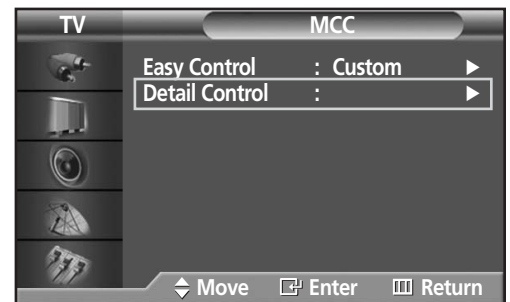 TV MCC
Easy Control : Custom ►
Detail Control : ►
Move Enter Return